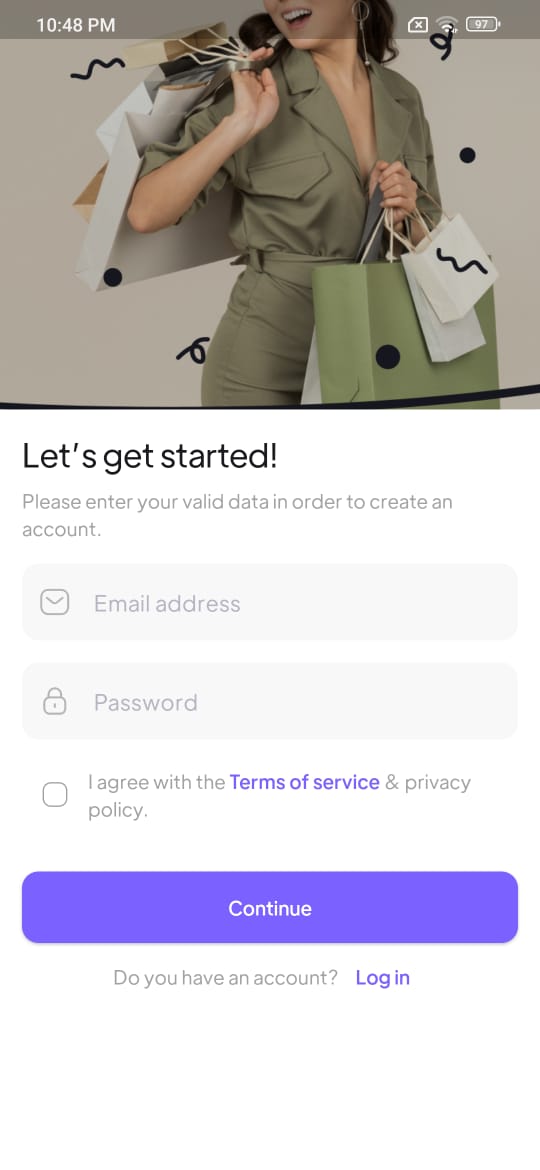 10:48 PM
97
Let's get started!
Please enter your valid data in order to create an
account.
Email address
Password
I agree with the Terms of service & privacy
policy.
Continue
Do you have an account? Log in